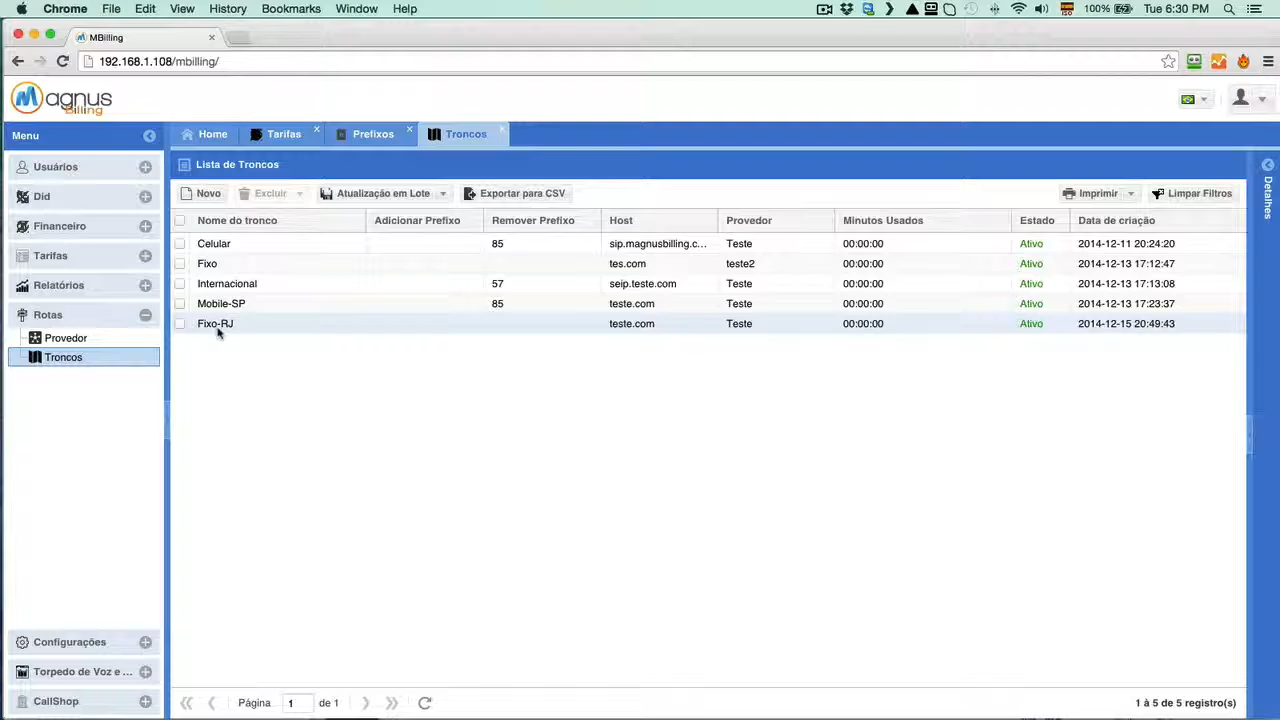 Chrome File Edit View History Bookmarks Window Help 100% Tue 6:30 PM
MBilling
192.168.1.108/mbilling/
Magnus
Billing
Menu Home Tarifas Prefixos Troncos
Usuários
Did
Financeiro
Tarifas
Relatórios
Rotas
Provedor
Troncos
Configurações
Torpedo de Voz e ...
CallShop
Lista de Troncos
Novo Excluir Atualização em Lote Exportar para CSV Imprimir Limpar Filtros
Nome do tronco Adicionar Prefixo Remover Prefixo Host Provedor Minutos Usados Estado Data de criação
Celular 85 sip.magnusbilling.c... Teste 00:00:00 Ativo 2014-12-11 20:24:20
Fixo tes.com teste2 00:00:00 Ativo 2014-12-13 17:12:47
Internacional 57 seip.teste.com Teste 00:00:00 Ativo 2014-12-13 17:13:08
Mobile-SP 85 teste.com Teste 00:00:00 Ativo 2014-12-13 17:23:37
Fixo-RJ teste.com Teste 00:00:00 Ativo 2014-12-15 20:49:43
Página 1 de 1 1 à 5 de 5 registro(s)
Detalhes